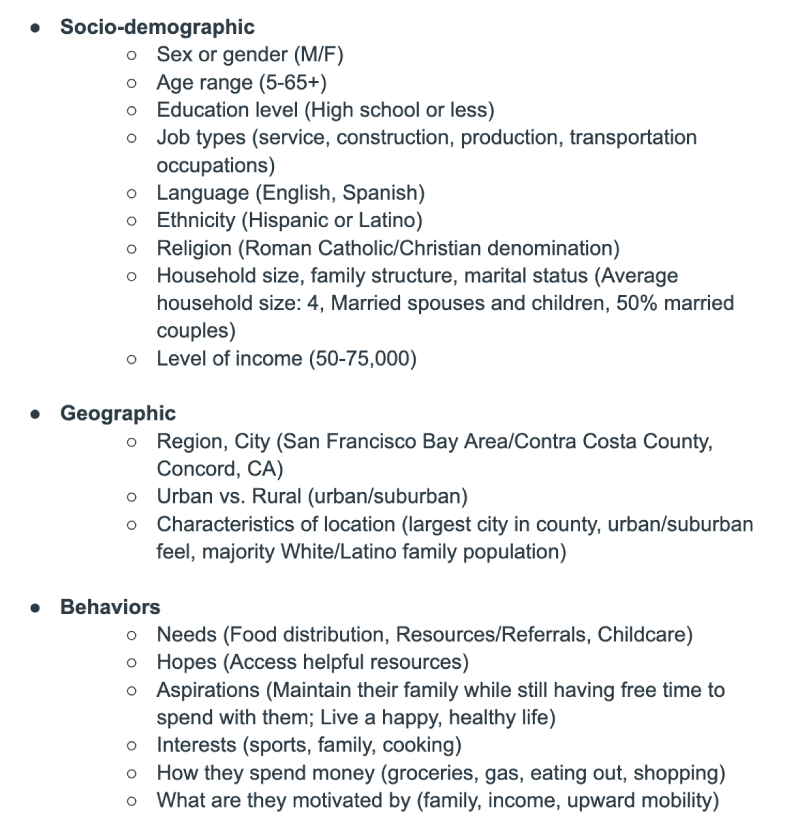 ● Socio-demographic
○ Sex or gender (M/F)
○ Age range (5-65+)
○ Education level (High school or less)
○ Job types (service, construction, production, transportation
occupations)
○ Language (English, Spanish)
○ Ethnicity (Hispanic or Latino)
○ Religion (Roman Catholic/Christian denomination)
○ Household size, family structure, marital status (Average
household size: 4, Married spouses and children, 50% married
couples)
○ Level of income (50-75,000)
● Geographic
○ Region, City (San Francisco Bay Area/Contra Costa County,
Concord, CA)
○ Urban vs. Rural (urban/suburban)
○ Characteristics of location (largest city in county, urban/suburban
feel, majority White/Latino family population)
● Behaviors
○ Needs (Food distribution, Resources/Referrals, Childcare)
○ Hopes (Access helpful resources)
○ Aspirations (Maintain their family while still having free time to
spend with them; Live a happy, healthy life)
○ Interests (sports, family, cooking)
○ How they spend money (groceries, gas, eating out, shopping)
○ What are they motivated by (family, income, upward mobility)